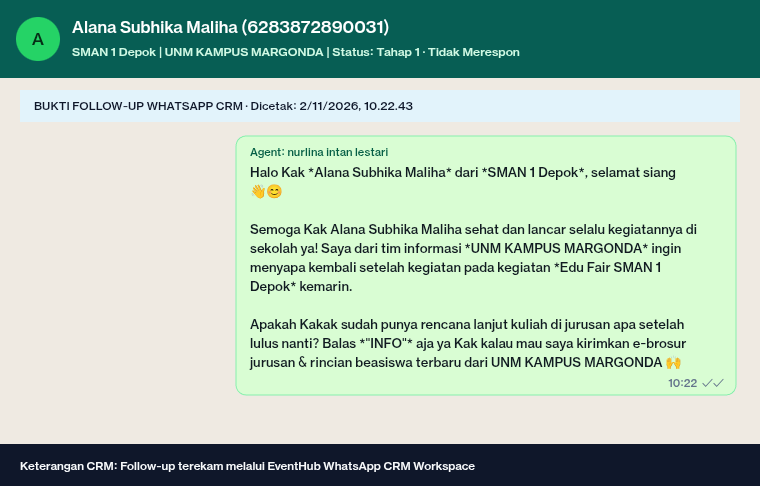 A
Alana Subhika Maliha (6283872890031)
SMAN 1 Depok | UNM KAMPUS MARGONDA | Status: Tahap 1 · Tidak Merespon
BUKTI FOLLOW-UP WHATSAPP CRM · Dicetak: 2/11/2026, 10.22.43
Agent: nurlina intan lestari
Halo Kak *Alana Subhika Maliha* dari *SMAN 1 Depok*, selamat siang
👋😊
Semoga Kak Alana Subhika Maliha sehat dan lancar selalu kegiatannya di
sekolah ya! Saya dari tim informasi *UNM KAMPUS MARGONDA* ingin
menyapa kembali setelah kegiatan pada kegiatan *Edu Fair SMAN 1
Depok* kemarin.
Apakah Kakak sudah punya rencana lanjut kuliah di jurusan apa setelah
lulus nanti? Balas *"INFO"* aja ya Kak kalau mau saya kirimkan e-brosur
jurusan & rincian beasiswa terbaru dari UNM KAMPUS MARGONDA 🙌
10:22
Keterangan CRM: Follow-up terekam melalui EventHub WhatsApp CRM Workspace